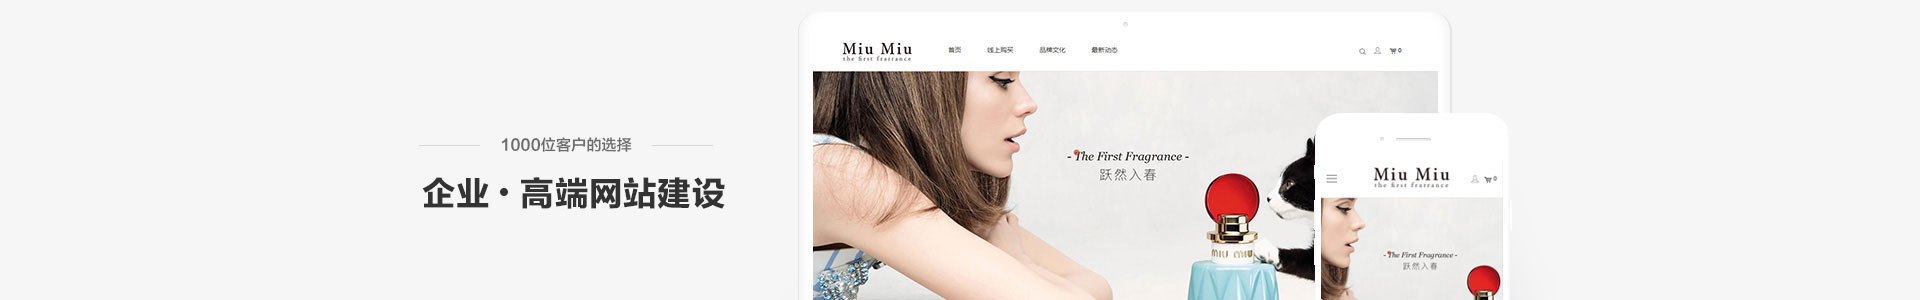 1000位客户的选择
企业·高端网站建设
Miu Miu
the first frarrance
首页 线上购买 品牌文化 最新动态
0
- The First Fragrance -
跃然入春
MIU MIU
Miu Miu
the first frarrance
0
- The First Fragrance -
跃然入春